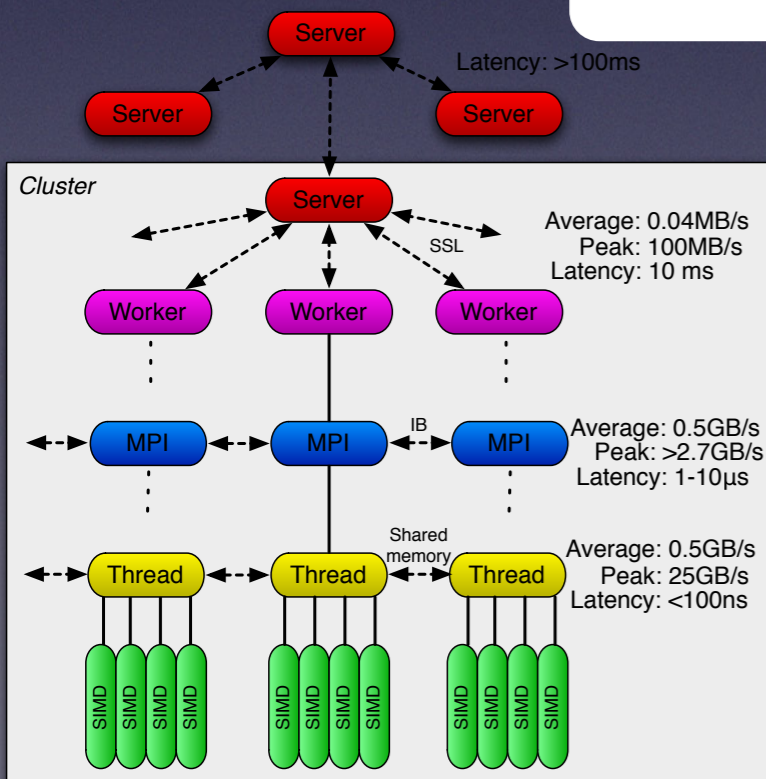 Server
Latency: >100ms
Server
Server
Cluster
Server
Average: 0.04MB/s
Peak: 100MB/s
Latency: 10 ms
SSL
Worker
Worker
Worker
MPI
MPI
IB
MPI
Average: 0.5GB/s
Peak: >2.7GB/s
Latency: 1-10µs
Shared
memory
Thread
Thread
Thread
Average: 0.5GB/s
Peak: 25GB/s
Latency: <100ns
SIMD
SIMD
SIMD
SIMD
SIMD
SIMD
SIMD
SIMD
SIMD
SIMD
SIMD
SIMD